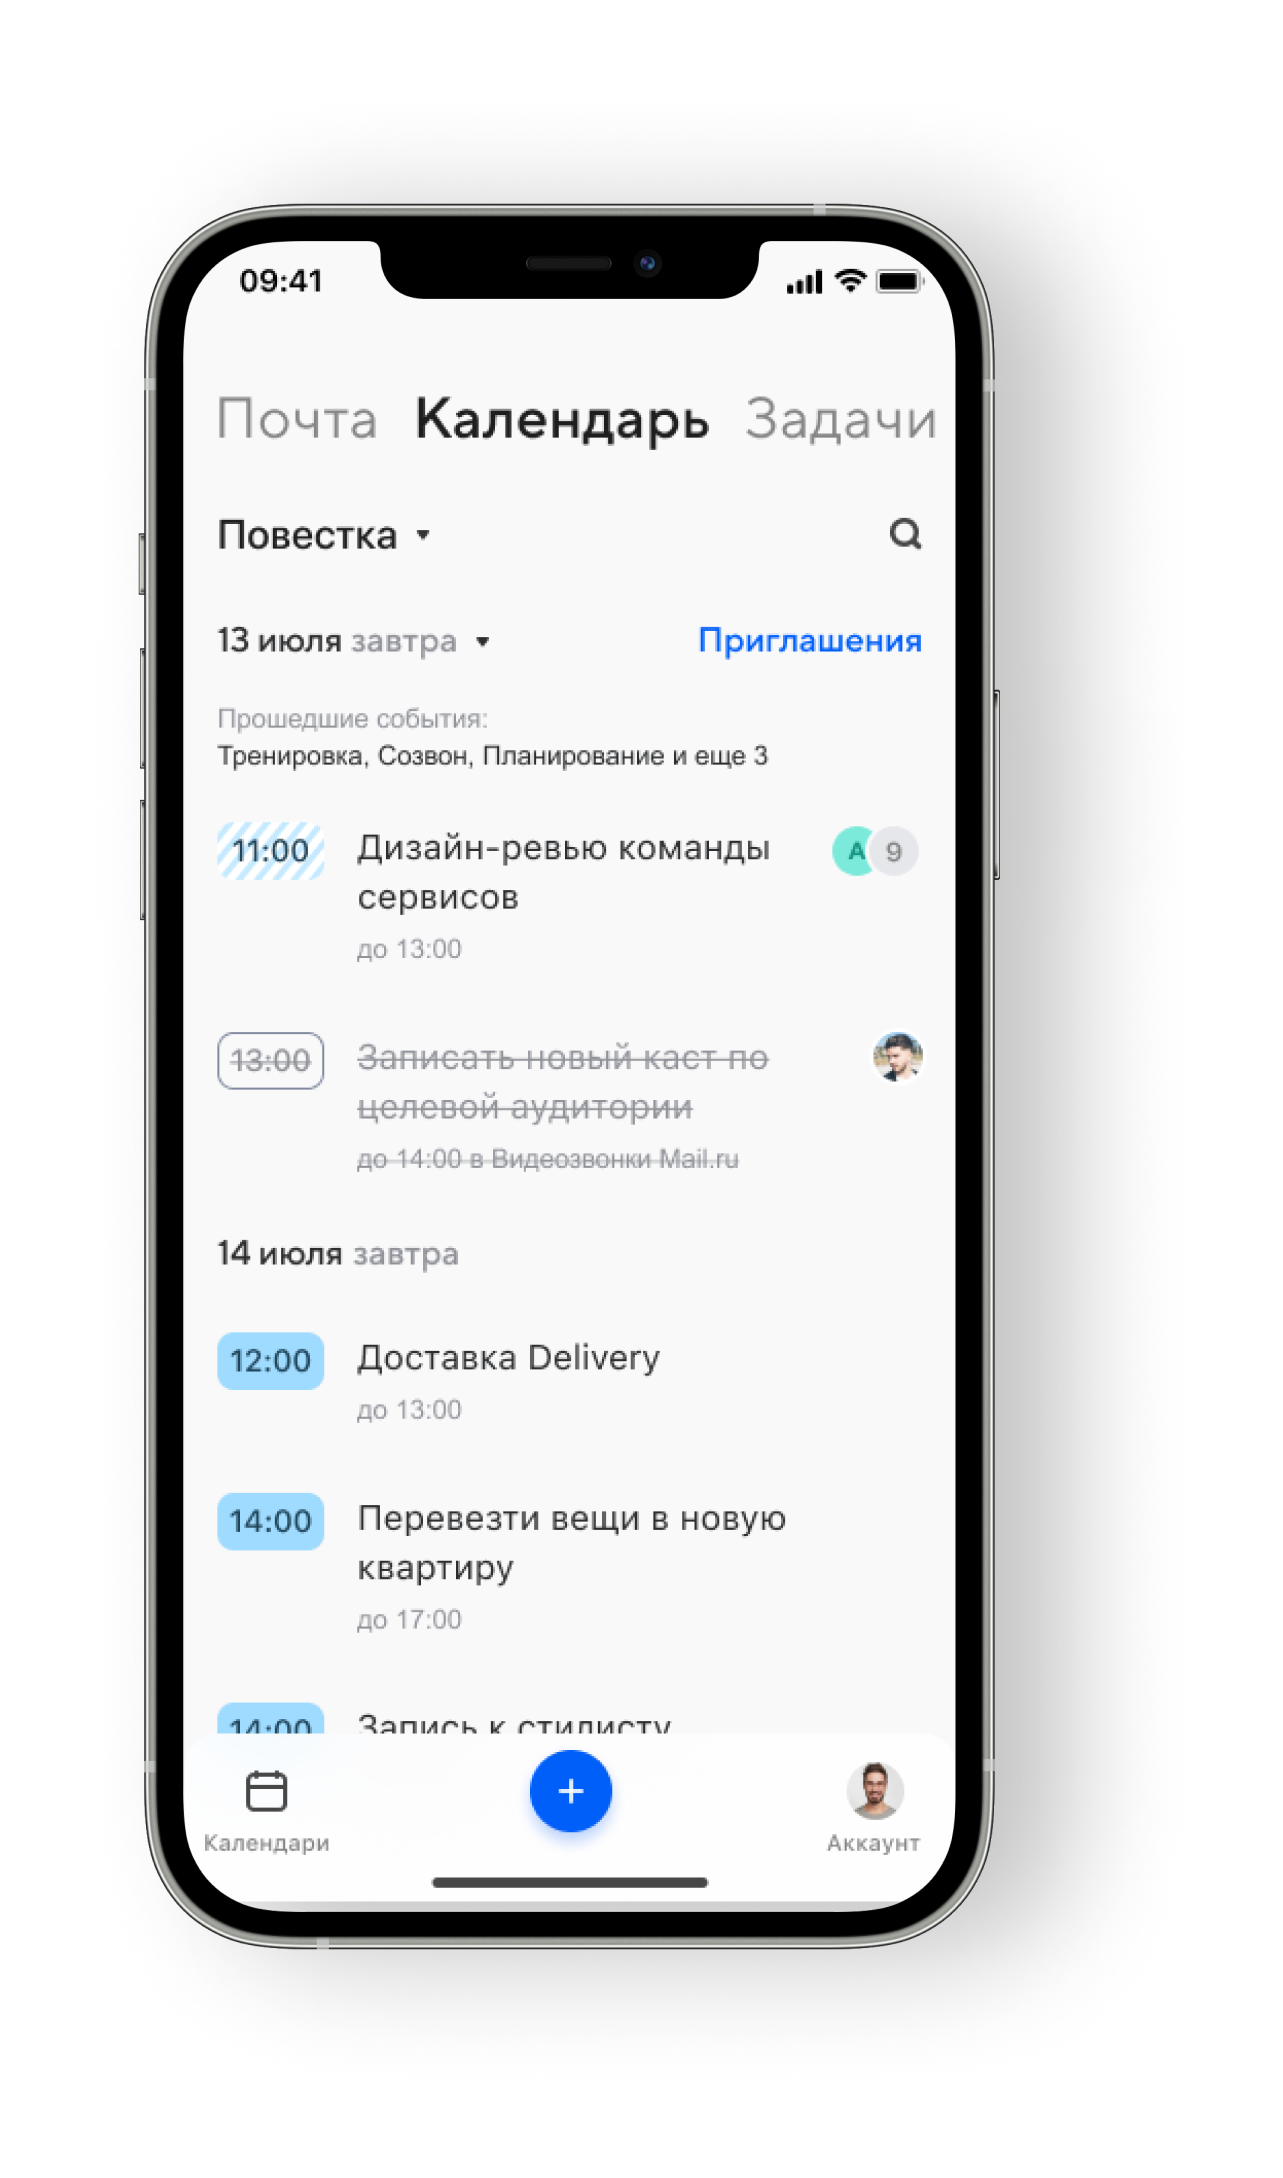 09:41
Почта Календарь Задачи
Повестка
13 июля завтра Приглашения
Прошедшие события:
Тренировка, Созвон, Планирование и еще 3
11:00 Дизайн-ревью команды A 9
сервисов
до 13:00
13:00 Записать новый каст по
целевой аудитории
до 14:00 в Видеозвонки Mail.ru
14 июля завтра
12:00 Доставка Delivery
до 13:00
14:00 Перевезти вещи в новую
квартиру
до 17:00
14:00 Запись к стилисту
Календари Аккаунт